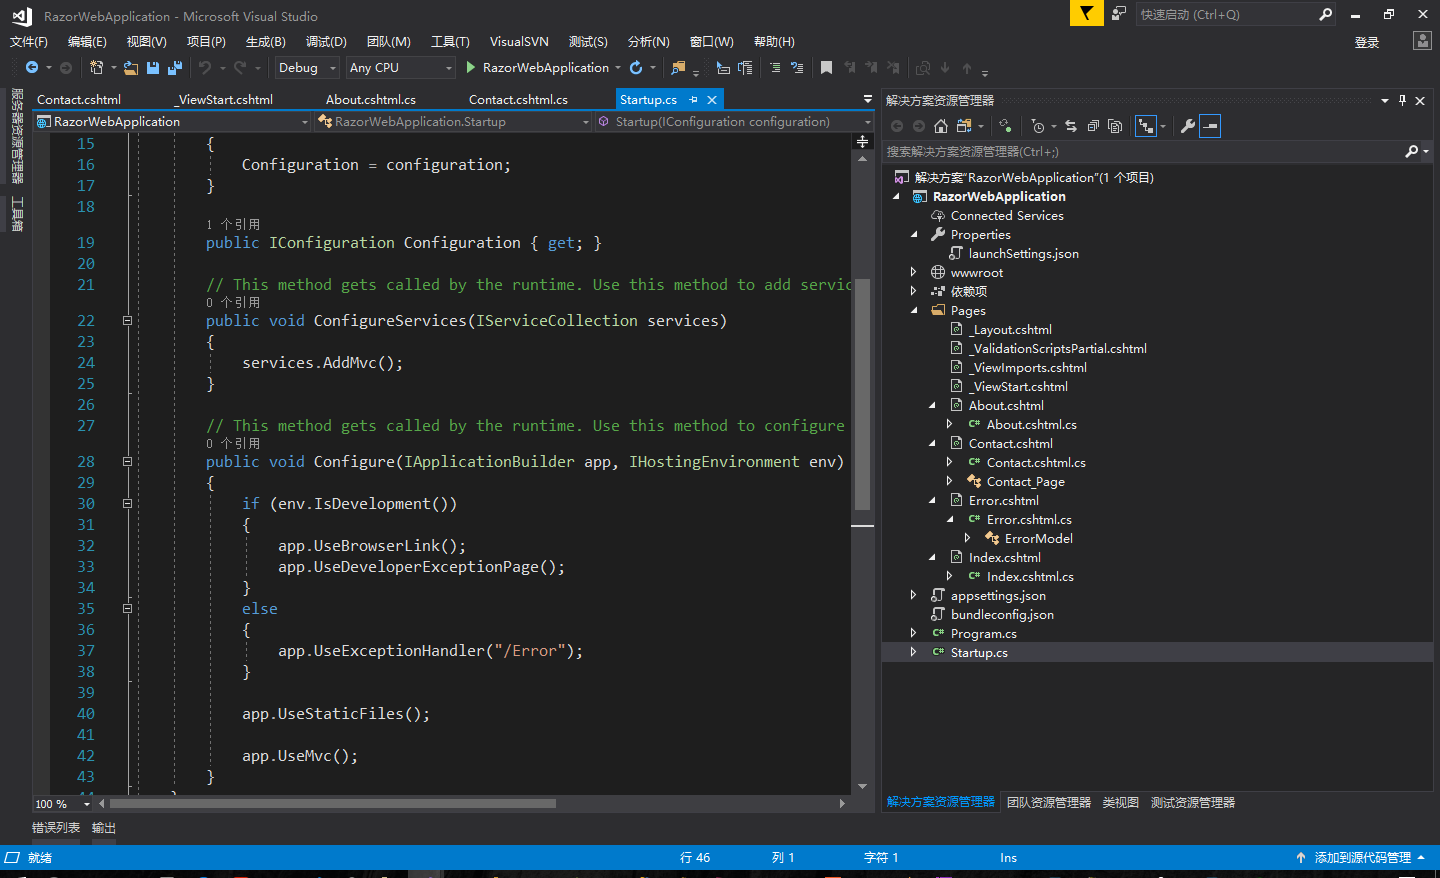 RazorWebApplication - Microsoft Visual Studio
快速启动 (Ctrl+Q)
文件(F) 编辑(E) 视图(V) 项目(P) 生成(B) 调试(D) 团队(M) 工具(T) VisualSVN 测试(S) 分析(N) 窗口(W) 帮助(H)
登录
Debug Any CPU RazorWebApplication
服务器资源管理器
工具箱
Contact.cshtml _ViewStart.cshtml About.cshtml.cs Contact.cshtml.cs Startup.cs
RazorWebApplication RazorWebApplication.Startup Startup(IConfiguration configuration)
15 {
16 Configuration = configuration;
17 }
18
1 个引用
19 public IConfiguration Configuration { get; }
20
21 // This method gets called by the runtime. Use this method to add servic
0 个引用
22 public void ConfigureServices(IServiceCollection services)
23 {
24 services.AddMvc();
25 }
26
27 // This method gets called by the runtime. Use this method to configure
0 个引用
28 public void Configure(IApplicationBuilder app, IHostingEnvironment env)
29 {
30 if (env.IsDevelopment())
31 {
32 app.UseBrowserLink();
33 app.UseDeveloperExceptionPage();
34 }
35 else
36 {
37 app.UseExceptionHandler("/Error");
38 }
39
40 app.UseStaticFiles();
41
42 app.UseMvc();
43 }
100 %
解决方案资源管理器
搜索解决方案资源管理器(Ctrl+;)
解决方案"RazorWebApplication"(1 个项目)
RazorWebApplication
Connected Services
Properties
launchSettings.json
wwwroot
依赖项
Pages
_Layout.cshtml
_ValidationScriptsPartial.cshtml
_ViewImports.cshtml
_ViewStart.cshtml
About.cshtml
C# About.cshtml.cs
Contact.cshtml
C# Contact.cshtml.cs
Contact_Page
Error.cshtml
C# Error.cshtml.cs
ErrorModel
Index.cshtml
C# Index.cshtml.cs
appsettings.json
bundleconfig.json
C# Program.cs
C# Startup.cs
解决方案资源管理器 团队资源管理器 类视图 测试资源管理器
错误列表 输出
就绪 行 46 列 1 字符 1 Ins 添加到源代码管理